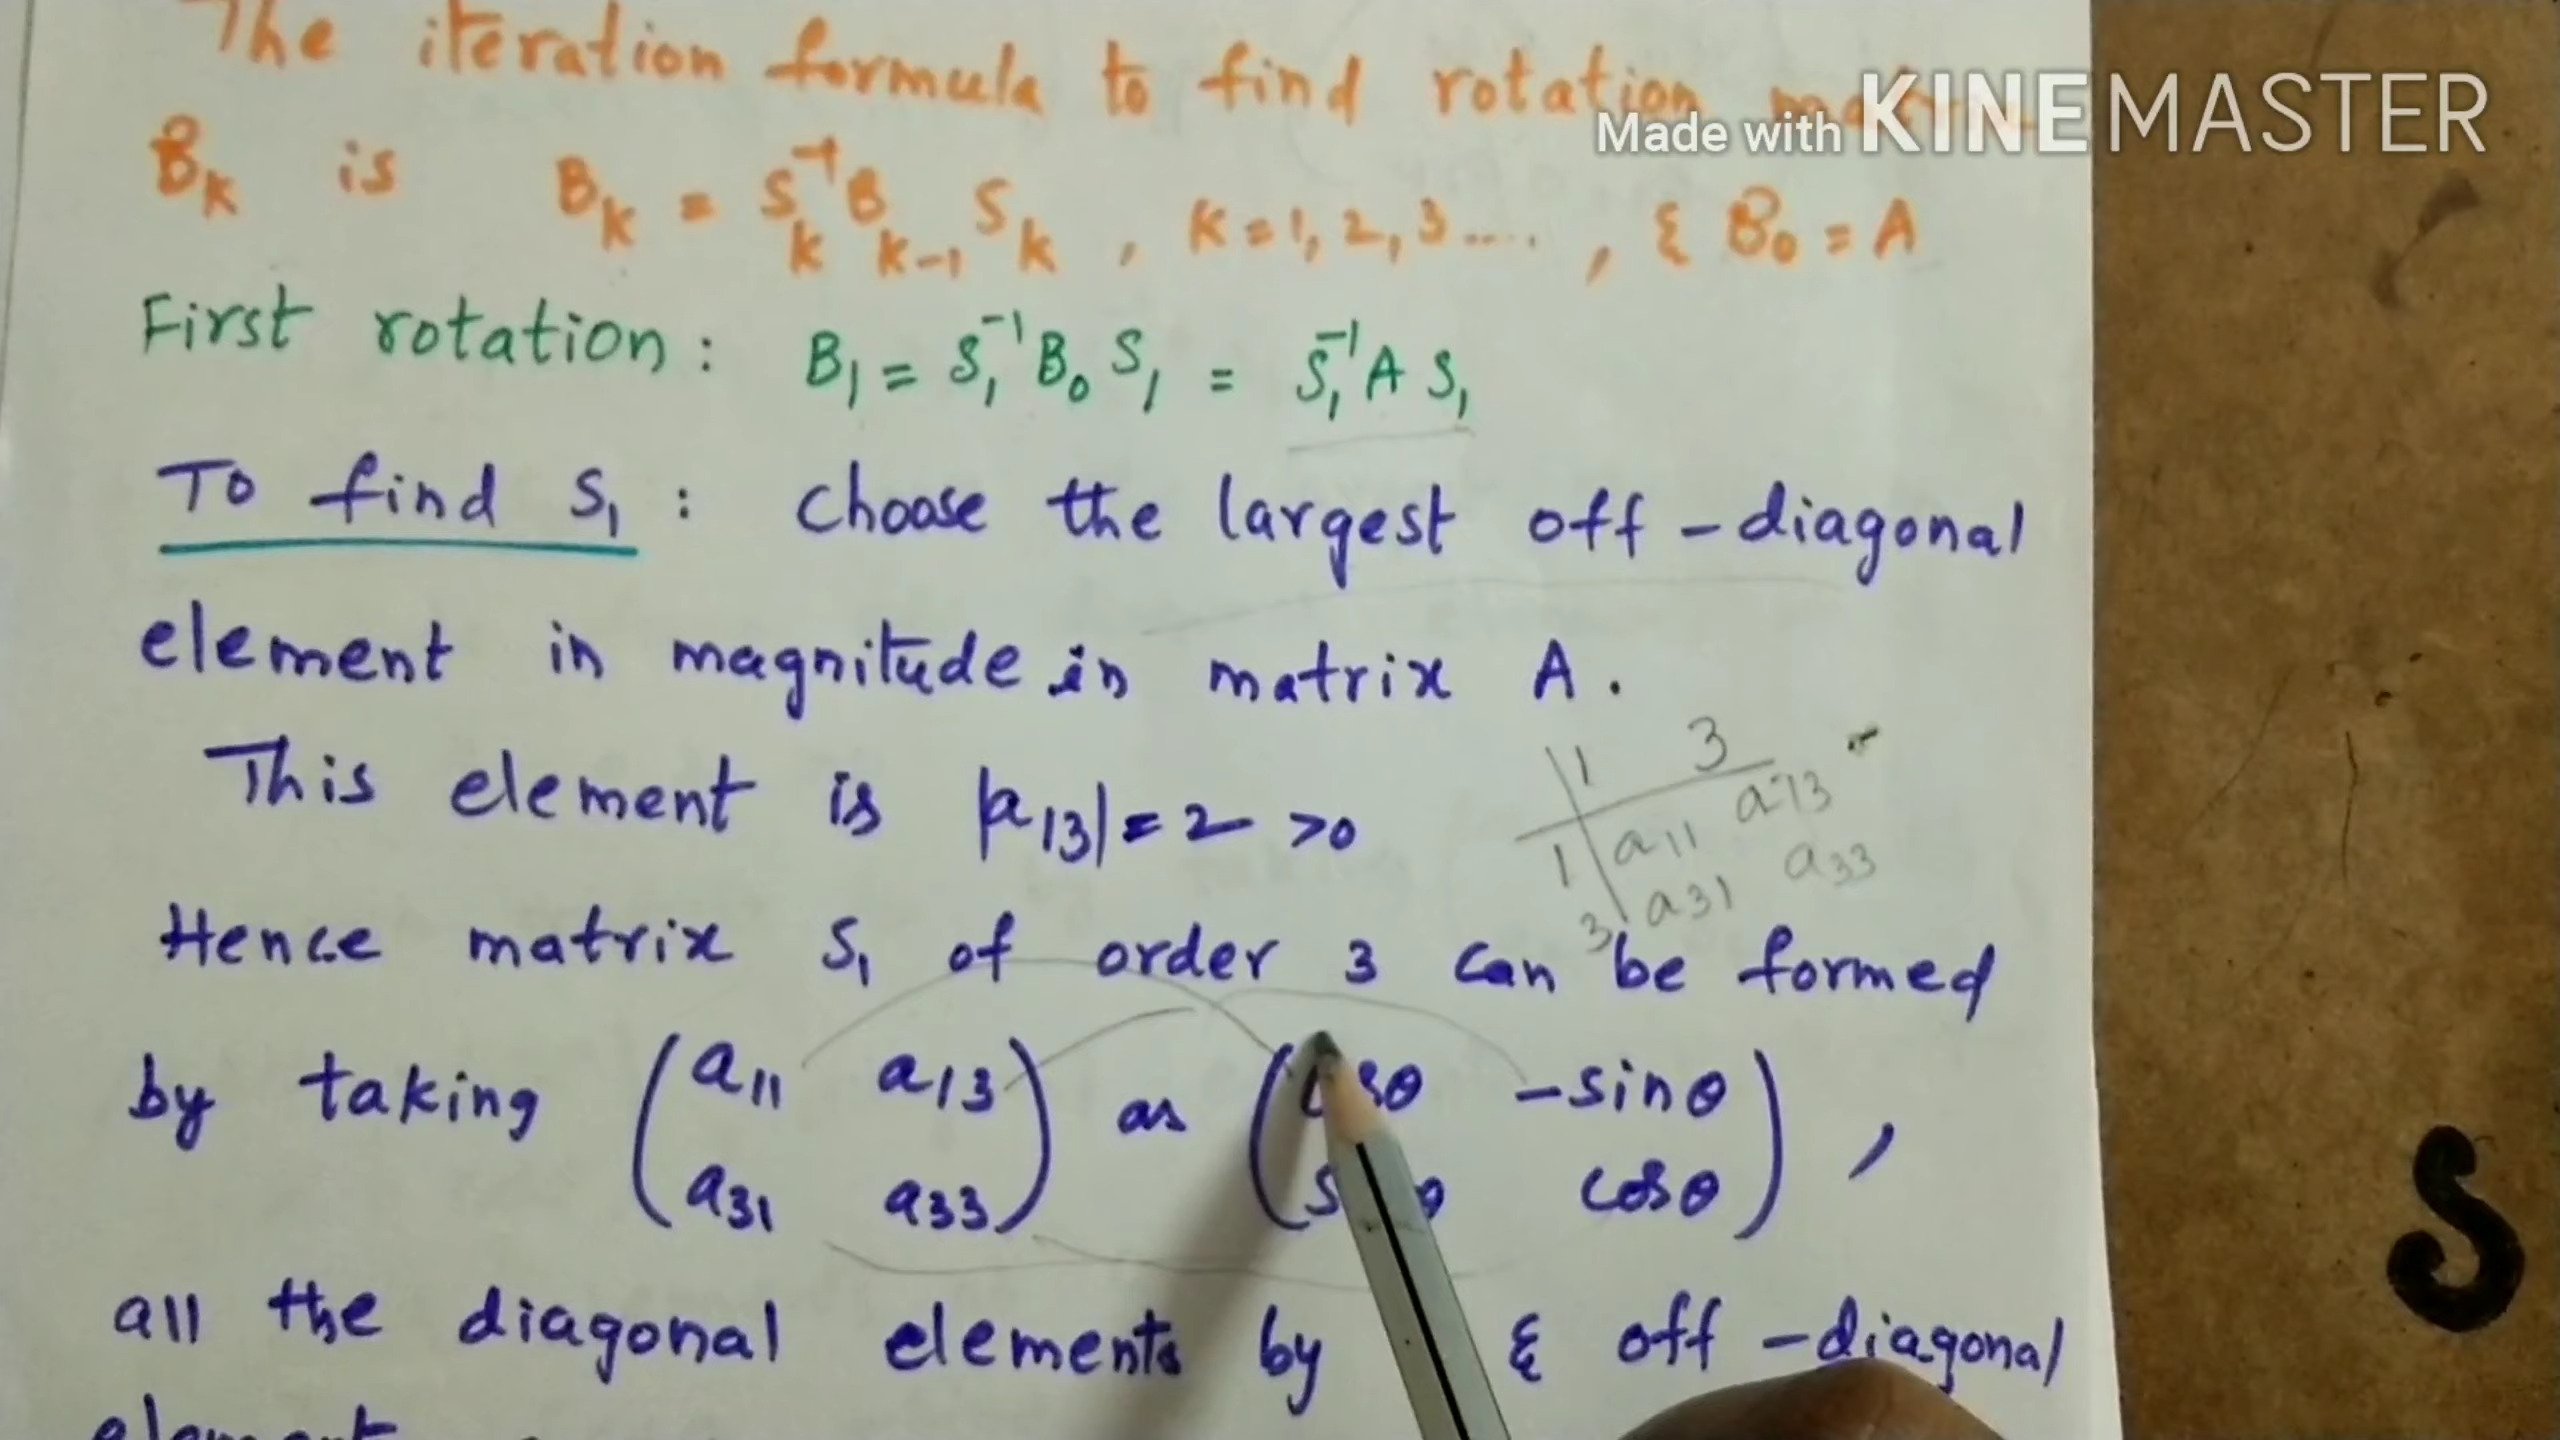 The iteration formula to find rotation
Made with KINEMASTER
Bₖ is Bₖ = Sₖ⁻¹ Bₖ₋₁ Sₖ , K = 1, 2, 3 .... , & B₀ = A
First rotation : B₁ = S₁⁻¹ B₀ S₁ = S₁⁻¹ A S₁
To find S₁ : Choose the largest off - diagonal
element in magnitude in matrix A .
This element is |a₁₃| = 2 > 0
1 3
1 a₁₁ a₁₃
3 a₃₁ a₃₃
Hence matrix S₁ of order 3 can be formed
by taking ( a₁₁ a₁₃ ) as ( cosθ -sinθ ) ,
( a₃₁ a₃₃ ) ( cosθ )
all the diagonal elements by & off - diagonal
S